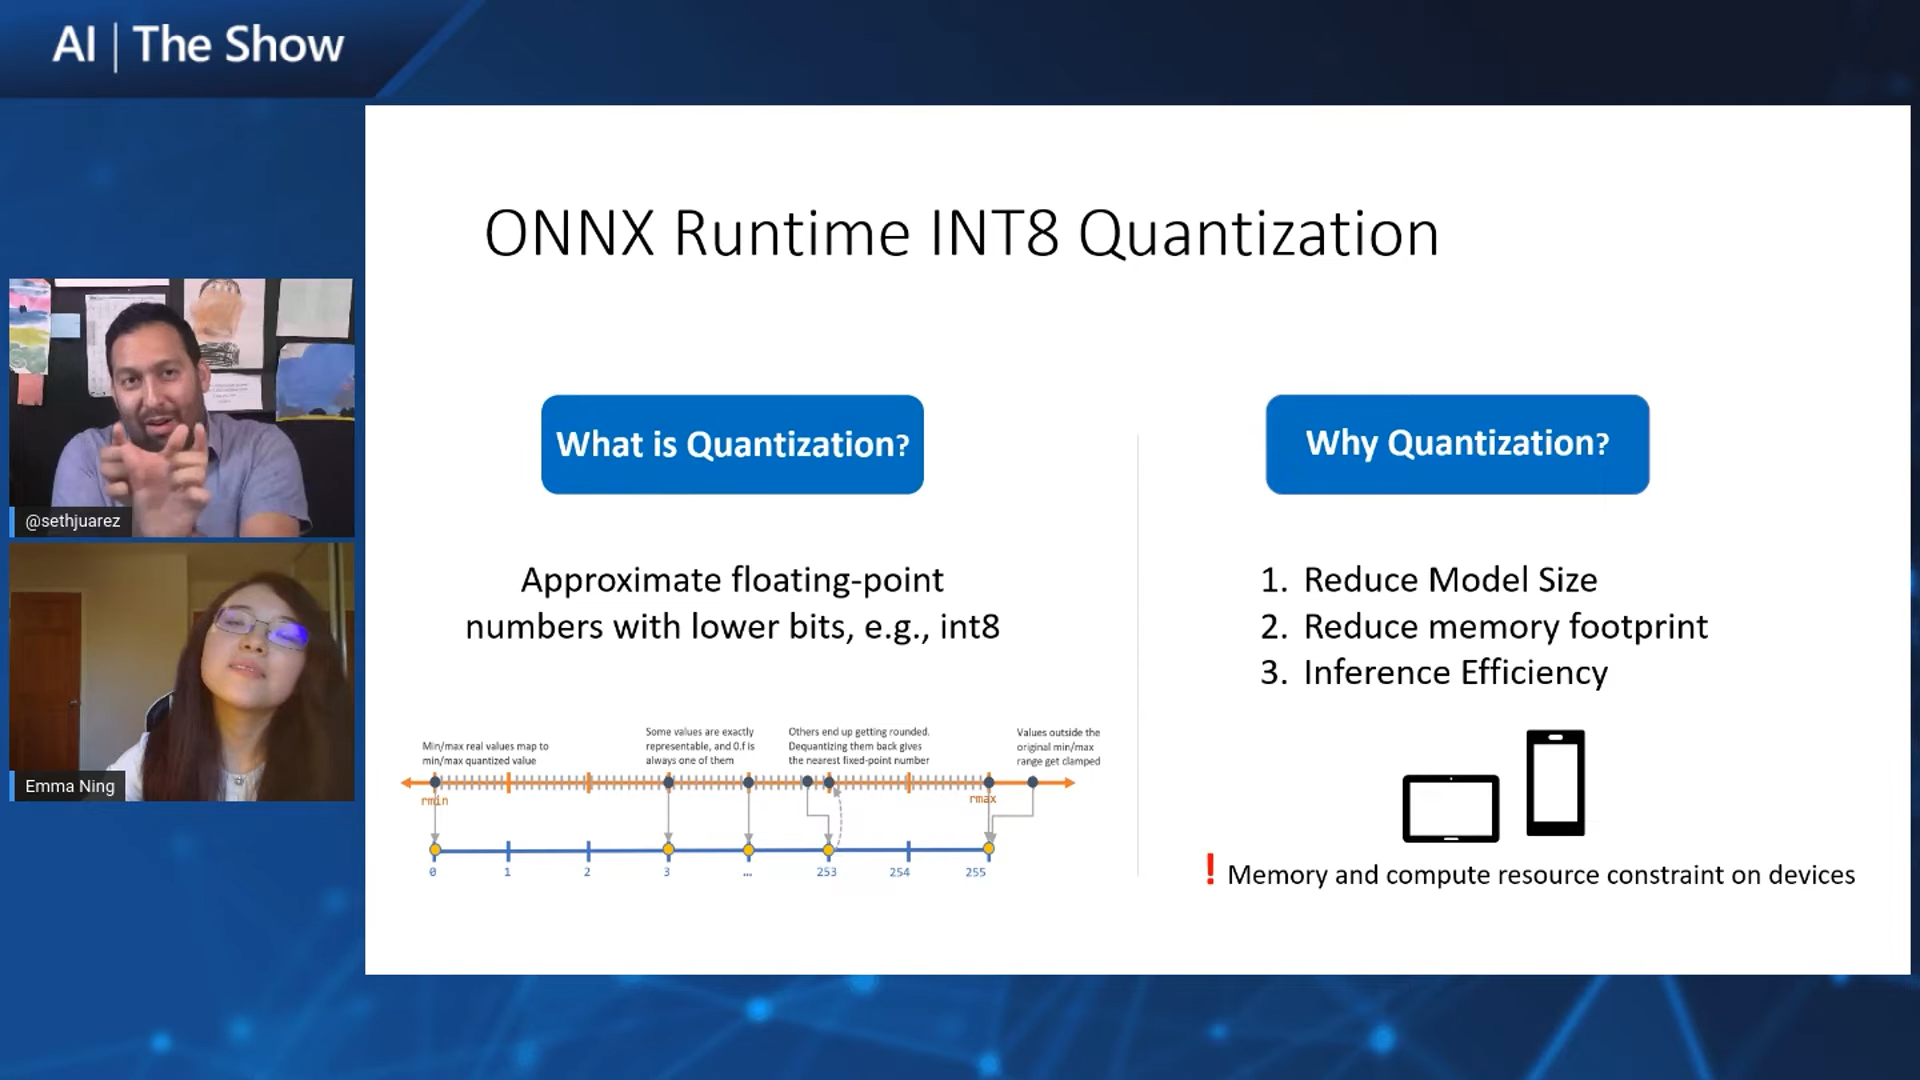 AI | The Show
ONNX Runtime INT8 Quantization
What is Quantization?
Approximate floating-point
numbers with lower bits, e.g., int8
Min/max real values map to
min/max quantized value
Some values are exactly
representable, and 0.f is
always one of them
Others end up getting rounded.
Dequantizing them back gives
the nearest fixed-point number
Values outside the
original min/max
range get clamped
rmin
rmax
0 1 2 3 ... 253 254 255
Why Quantization?
1. Reduce Model Size
2. Reduce memory footprint
3. Inference Efficiency
! Memory and compute resource constraint on devices
@sethjuarez
Emma Ning